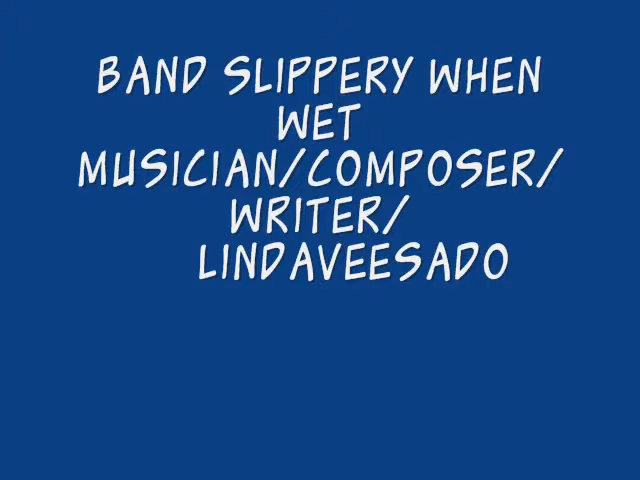 BAND SLIPPERY WHEN
WET
MUSICIAN/COMPOSER/
WRITER/
LINDAVEESADO